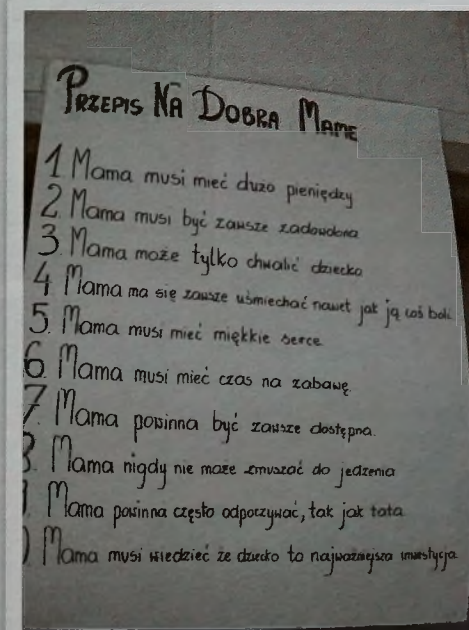 PRZEPIS NA DOBRA MAME
1 Mama musi mieć dużo pieniędzy
2. Mama musi być zawsze zadowolona
3. Mama może tylko chwalić dziecko
4 Mama ma się zawsze uśmiechać nawet jak ją coś boli.
5. Mama musi mieć miękkie serce
6. Mama musi mieć czas na zabawę
7. Mama powinna być zawsze dostępna.
8. Mama nigdy nie może zmuszać do jedzenia
Mama powinna często odpoczywać, tak jak tata
Mama musi wiedzieć że dziecko to najważniejsza inwestycja